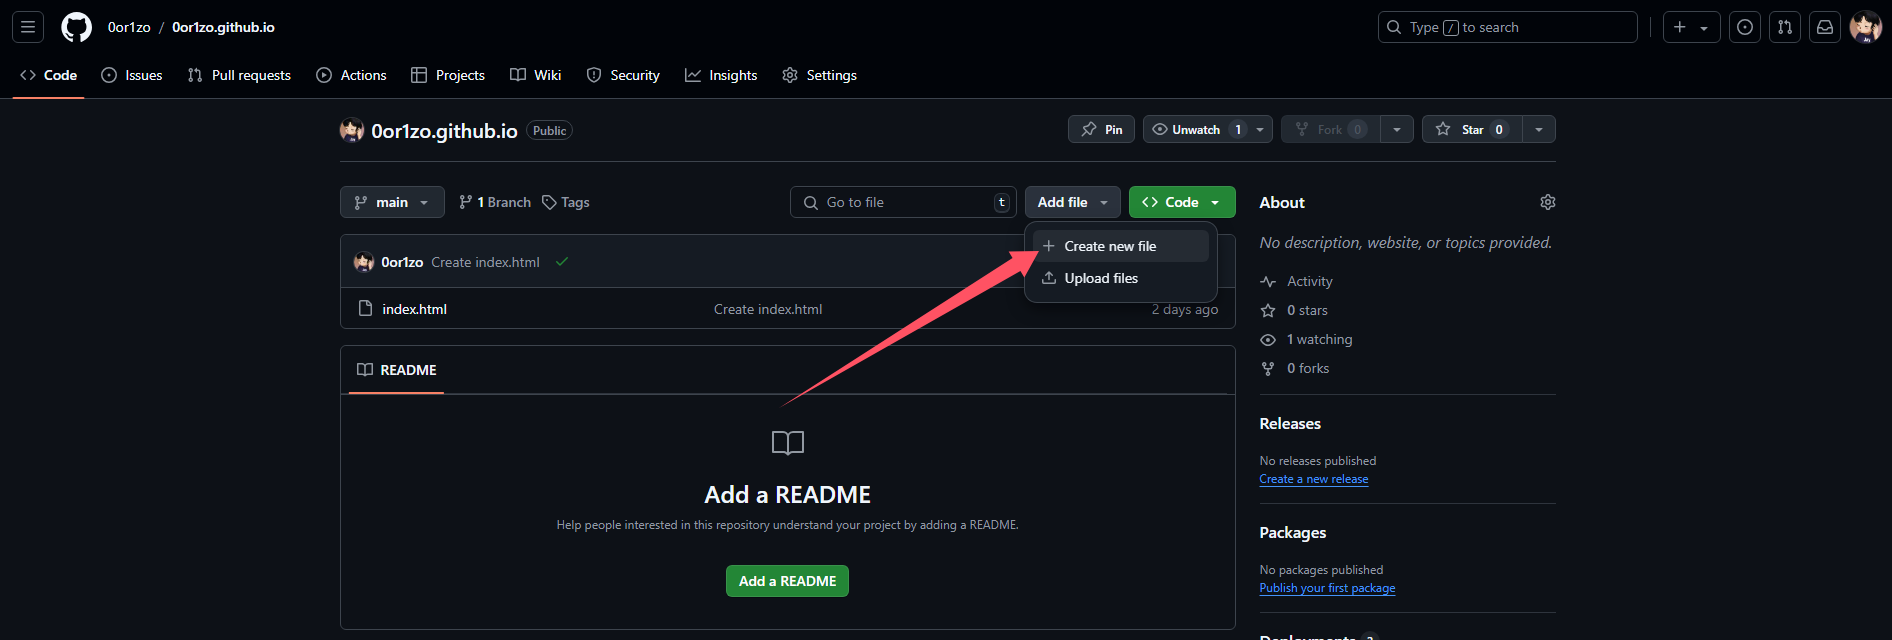 0or1zo / 0or1zo.github.io
Type / to search
Code Issues Pull requests Actions Projects Wiki Security Insights Settings
0or1zo.github.io Public
Pin Unwatch 1 Fork 0 Star 0
main 1 Branch Tags
Go to file t
Add file
Code
Create new file
Upload files
0or1zo Create index.html
index.html Create index.html 2 days ago
README
Add a README
Help people interested in this repository understand your project by adding a README.
Add a README
About
No description, website, or topics provided.
Activity
0 stars
1 watching
0 forks
Releases
No releases published
Create a new release
Packages
No packages published
Publish your first package
Deployments 2